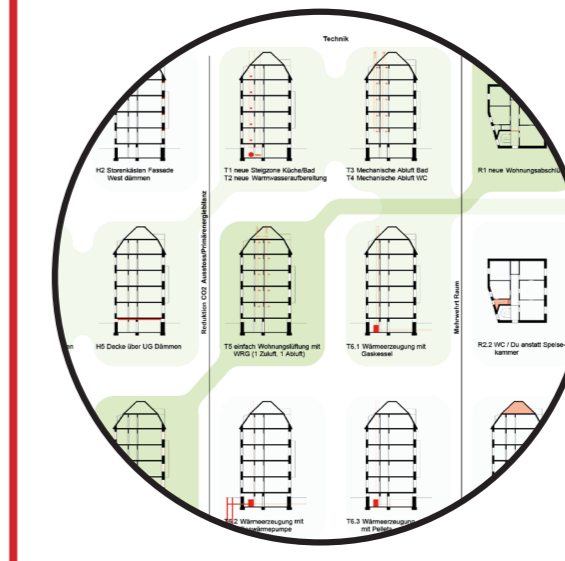 Technik
H2 Storenkästen Fassade
West dämmen
T1 neue Steigzone Küche/Bad
T2 neue Warmwasseraufbereitung
T3 Mechanische Abluft Bad
T4 Mechanische Abluft WC
R1 neue
Reduktion CO2 Ausstoss/Primärenergiebilanz
Mehrwehrt Raum
H5 Decke über UG Dämmen
T5 einfach Wohnungslüftung mit
WRG (1 Zuluft. 1 Abluft)
T6.1 Wärmeerzeugung mit
Gaskessel
R2.2 WC / Du anstatt Speise-
kammer
T6.2 Wärmeerzeugung mit
T6.3 Wärmeerzeugung
mit Pellets